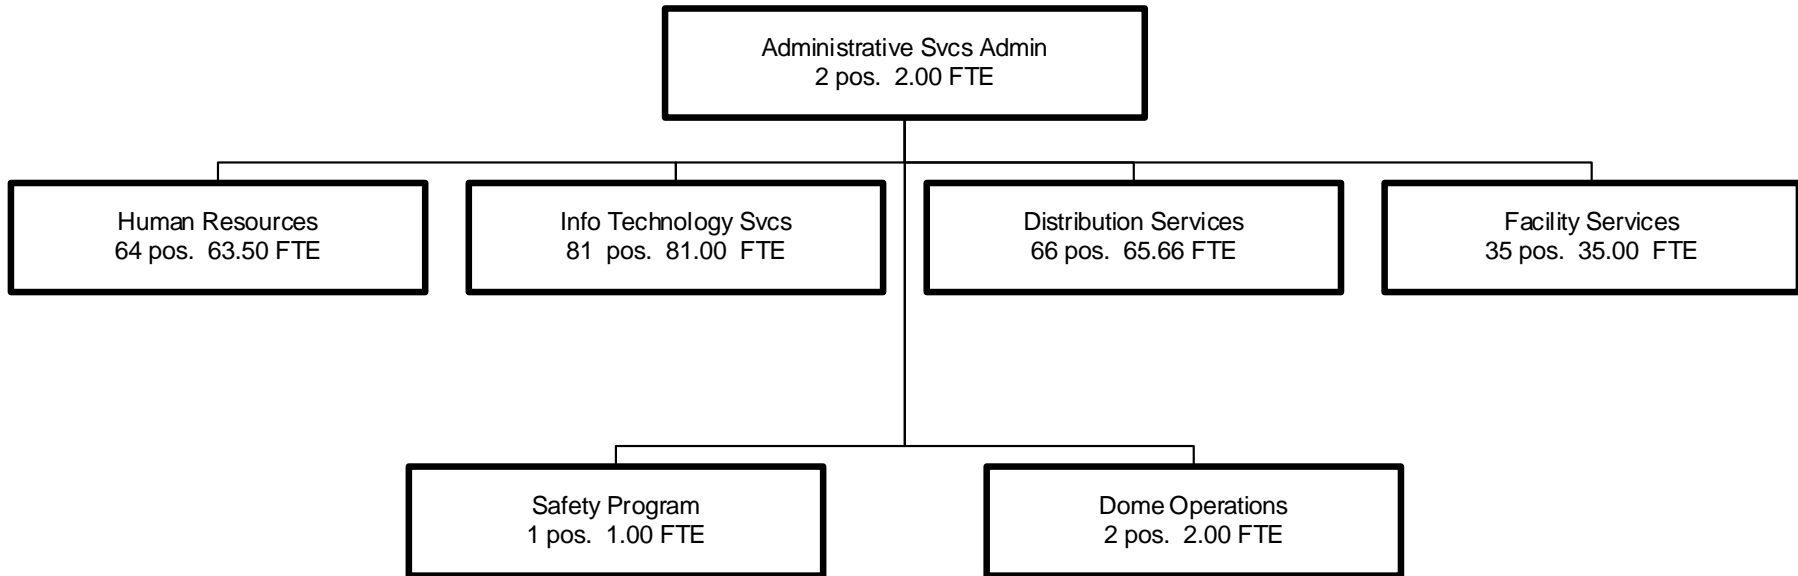 Administrative Svcs Admin
2 pos. 2.00 FTE
Human Resources
64 pos. 63.50 FTE
Info Technology Svcs
81 pos. 81.00 FTE
Distribution Services
66 pos. 65.66 FTE
Facility Services
35 pos. 35.00 FTE
Safety Program
1 pos. 1.00 FTE
Dome Operations
2 pos. 2.00 FTE